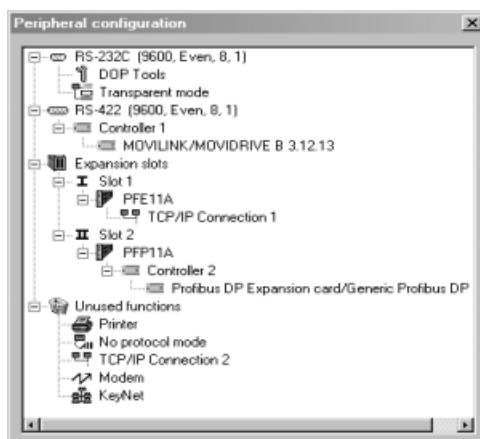 Peripheral configuration
RS-232C (9600, Even, 8, 1)
DOP Tools
Transparent mode
RS-422 (9600, Even, 8, 1)
Controller 1
MOVILINK/MOVIDRIVE B 3.12.13
Expansion slots
I Slot 1
PFE11A
TCP/IP Connection 1
II Slot 2
PFP11A
Controller 2
Profibus DP Expansion card/Generic Profibus DP
Unused functions
Printer
No protocol mode
TCP/IP Connection 2
Modem
KeyNet